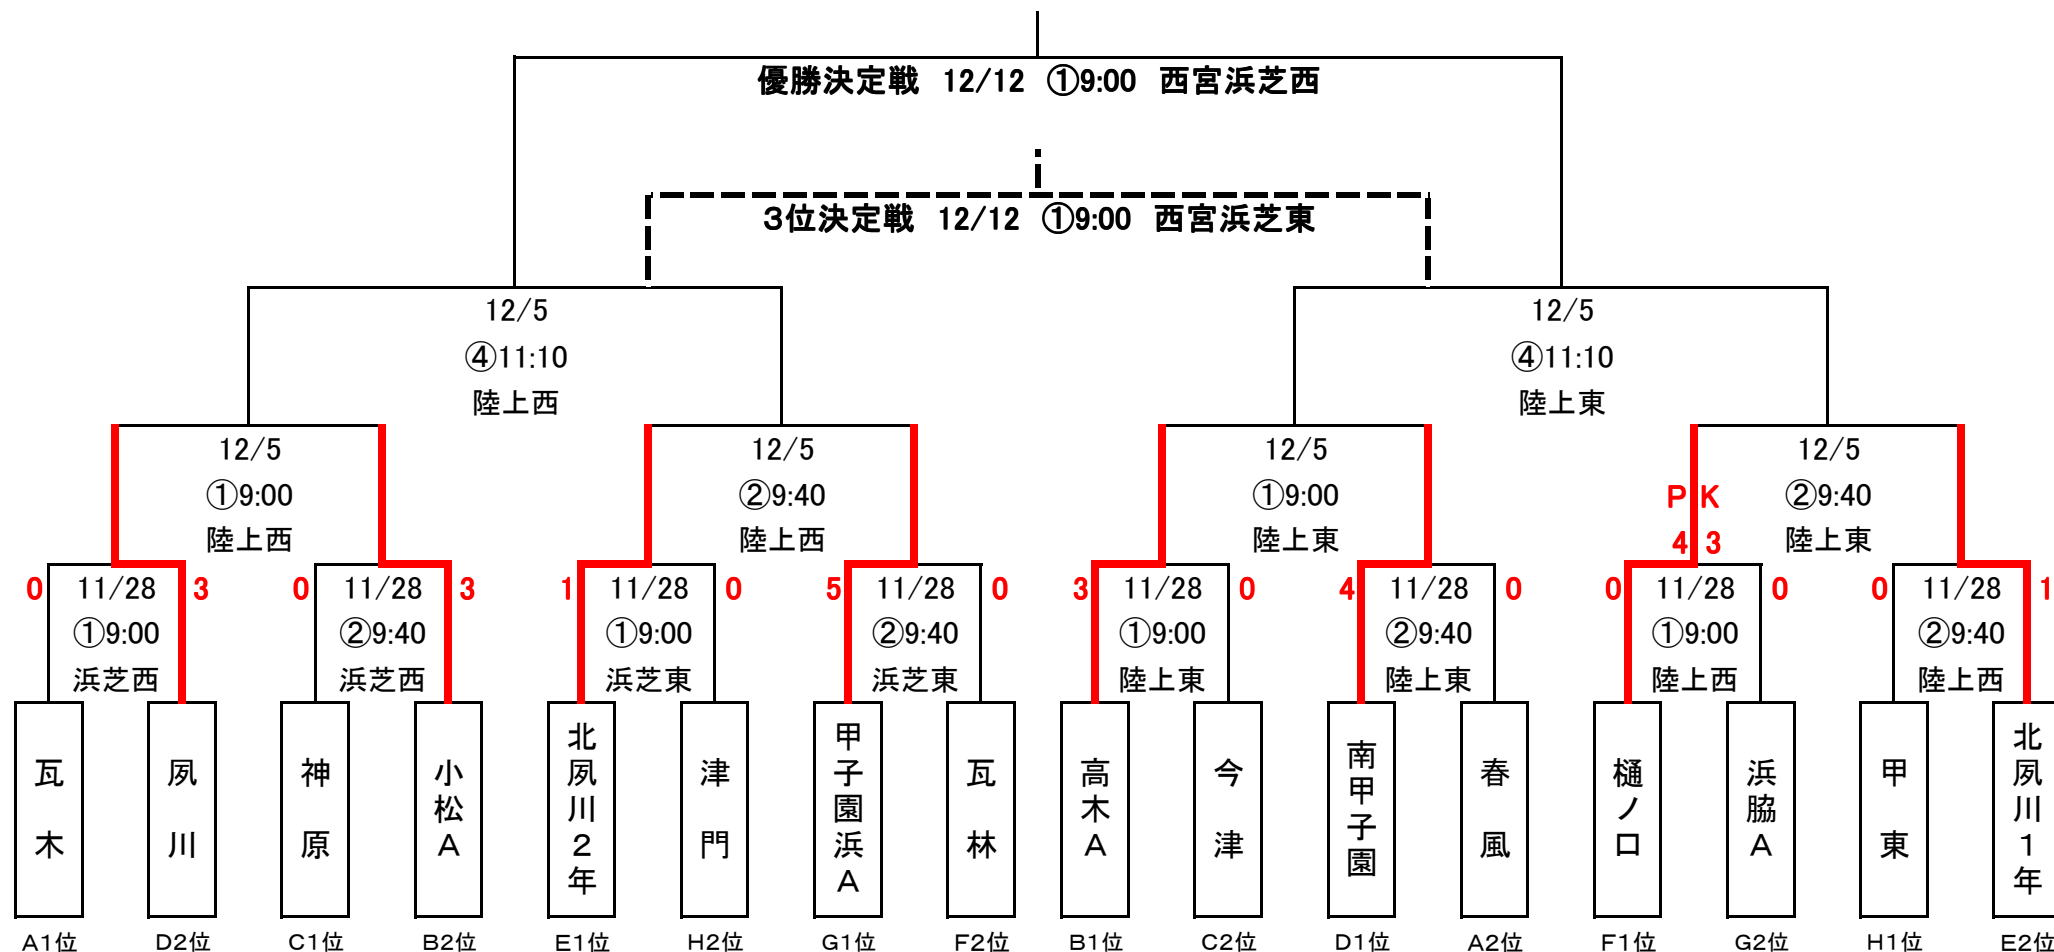 優勝決定戦 12/12 ①9:00 西宮浜芝西
3位決定戦 12/12 ①9:00 西宮浜芝東
12/5 12/5
④11:10 ④11:10
陸上西 陸上東
12/5 12/5 12/5 12/5
①9:00 ②9:40 ①9:00 PK ②9:40
陸上西 陸上西 陸上東 4 3 陸上東
0 11/28 3 0 11/28 3 1 11/28 0 5 11/28 0 3 11/28 0 4 11/28 0 0 11/28 0 0 11/28 1
①9:00 ②9:40 ①9:00 ②9:40 ①9:00 ②9:40 ①9:00 ②9:40
浜芝西 浜芝西 浜芝東 浜芝東 陸上東 陸上東 陸上西 陸上西
瓦木
夙川
神原
小松A
北夙川2年
津門
甲子園浜A
瓦林
高木A
今津
南甲子園
春風
樋ノロ
浜脇A
甲東
北夙川1年
A1位 D2位 C1位 B2位 E1位 H2位 G1位 F2位 B1位 C2位 D1位 A2位 F1位 G2位 H1位 E2位